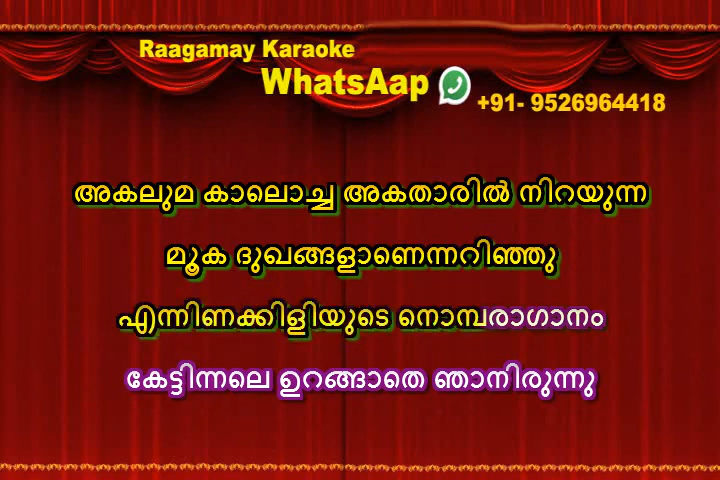 Raagamay Karaoke
WhatsAap
+91- 9526964418
അകലുമ കാലൊച്ച അകതാരിൽ നിറയുന്ന
മൂക ദുഖങ്ങളാണെന്നറിഞ്ഞു
എന്നിണക്കിളിയുടെ നൊമ്പരാഗാനം
കേട്ടിന്നലെ ഉറങ്ങാതെ ഞാനിരുന്നു